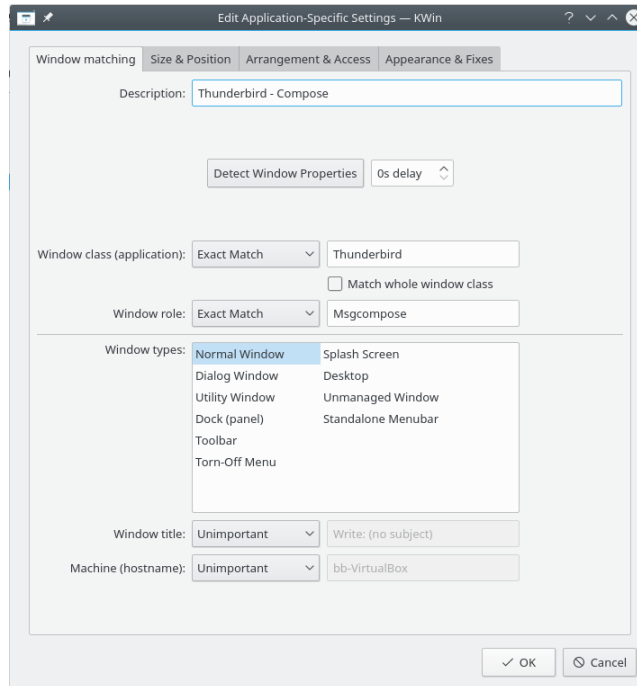 Edit Application-Specific Settings — KWin
Window matching Size & Position Arrangement & Access Appearance & Fixes
Description: Thunderbird - Compose
Detect Window Properties 0s delay
Window class (application): Exact Match Thunderbird
Match whole window class
Window role: Exact Match Msgcompose
Window types: Normal Window Splash Screen
Dialog Window Desktop
Utility Window Unmanaged Window
Dock (panel) Standalone Menubar
Toolbar
Torn-Off Menu
Window title: Unimportant Write: (no subject)
Machine (hostname): Unimportant bb-VirtualBox
OK Cancel